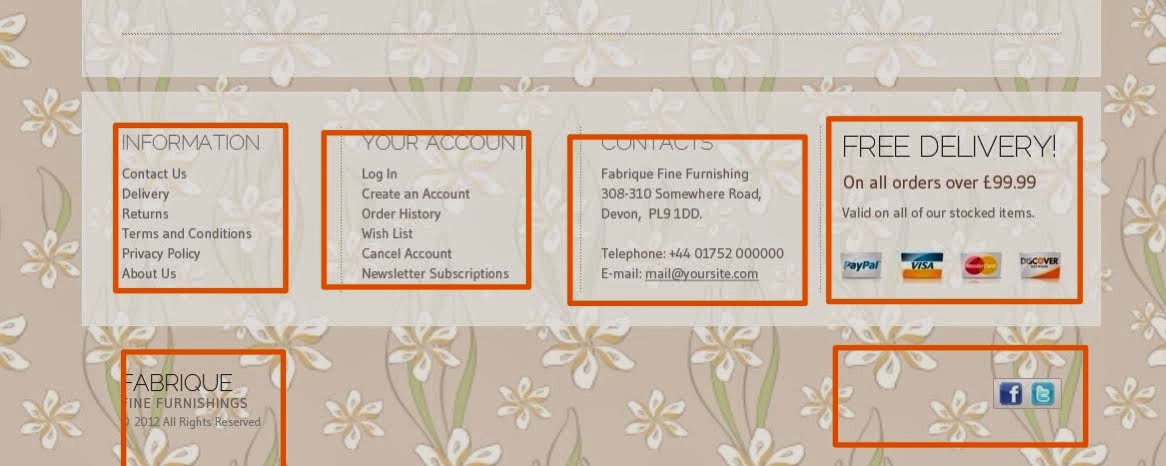 INFORMATION
Contact Us
Delivery
Returns
Terms and Conditions
Privacy Policy
About Us
YOUR ACCOUNT
Log In
Create an Account
Order History
Wish List
Cancel Account
Newsletter Subscriptions
CONTACTS
Fabrique Fine Furnishing
308-310 Somewhere Road,
Devon, PL9 1DD.
Telephone: +44 01752 000000
E-mail: mail@yoursite.com
FREE DELIVERY!
On all orders over £99.99
Valid on all of our stocked items.
PayPal VISA MasterCard DISCOVER
NETWORK
FABRIQUE
FINE FURNISHINGS
© 2012 All Rights Reserved
f t